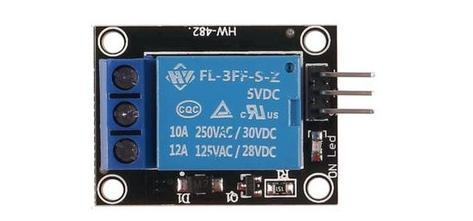 HW-482.
FL-3FF-S-Z
5VDC
CQC
c us
10A 250VAC / 30VDC
12A 125VAC / 28VDC
ON Led
D1
Q1
R1